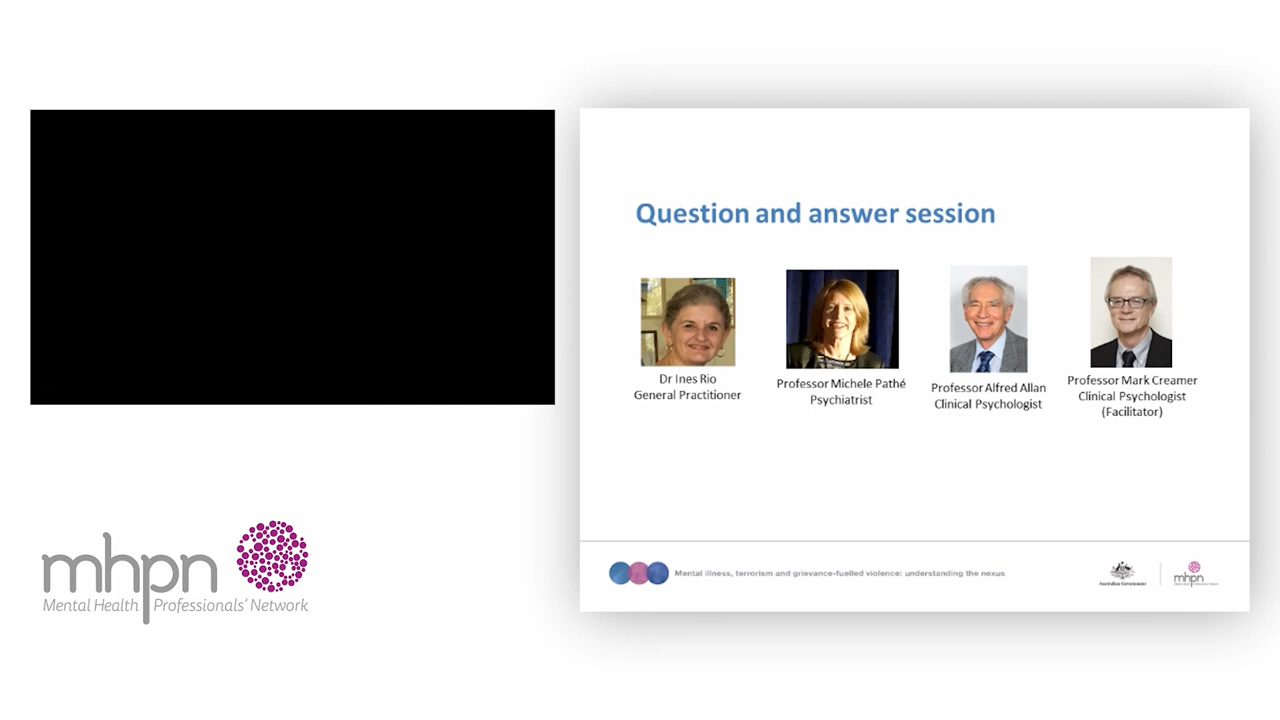 Question and answer session
Dr Ines Rio
General Practitioner
Professor Michele Pathé
Psychiatrist
Professor Alfred Allan
Clinical Psychologist
Professor Mark Creamer
Clinical Psychologist
(Facilitator)
mhpn
Mental Health Professionals' Network
Mental illness, terrorism and grievance-fuelled violence: understanding the nexus
Australian Government
mhpn